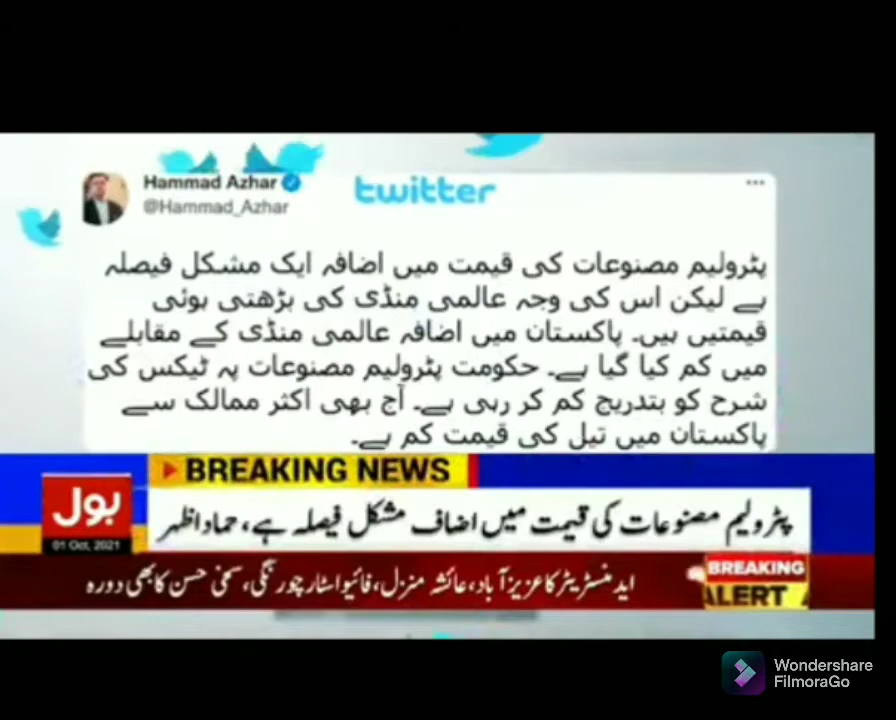 Hammad Azhar
twitter
@Hammad_Azhar
پٹرولیم مصنوعات کی قیمت میں اضافہ ایک مشکل فیصلہ
ہے لیکن اس کی وجہ عالمی منڈی کی بڑھتی ہوئی
قیمتیں ہیں۔ پاکستان میں اضافہ عالمی منڈی کے مقابلے
میں کم کیا گیا ہے۔ حکومت پٹرولیم مصنوعات پہ ٹیکس کی
شرح کو بتدریج کم کر رہی ہے۔ آج بھی اکثر ممالک سے
پاکستان میں تیل کی قیمت کم ہے۔
BREAKING NEWS
بول
01 Oct, 2021
پٹرولیم مصنوعات کی قیمت میں اضاف مشکل فیصلہ ہے، حماد اظہر
BREAKING
ALERT
ایڈمنسٹریٹر کا عزیز آباد، عائشہ منزل، فائیو اسٹار چورنگی، سخی حسن کا بھی دورہ
Wondershare
FilmoraGo